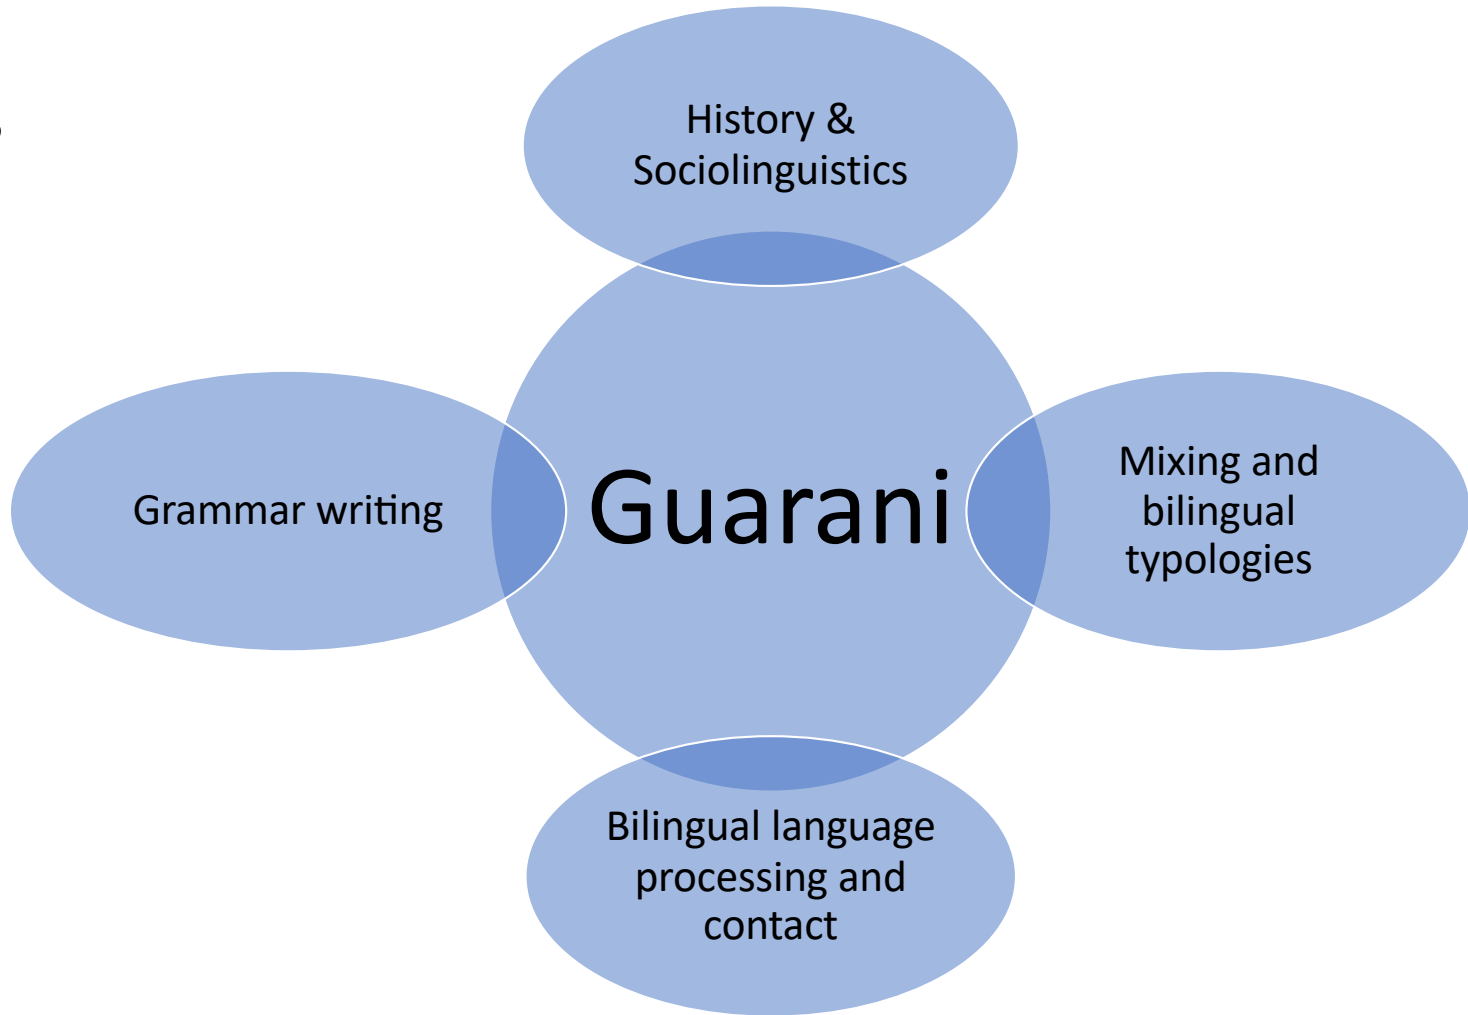 History &
Sociolinguistics
Grammar writing
Guarani
Mixing and
bilingual
typologies
Bilingual language
processing and
contact